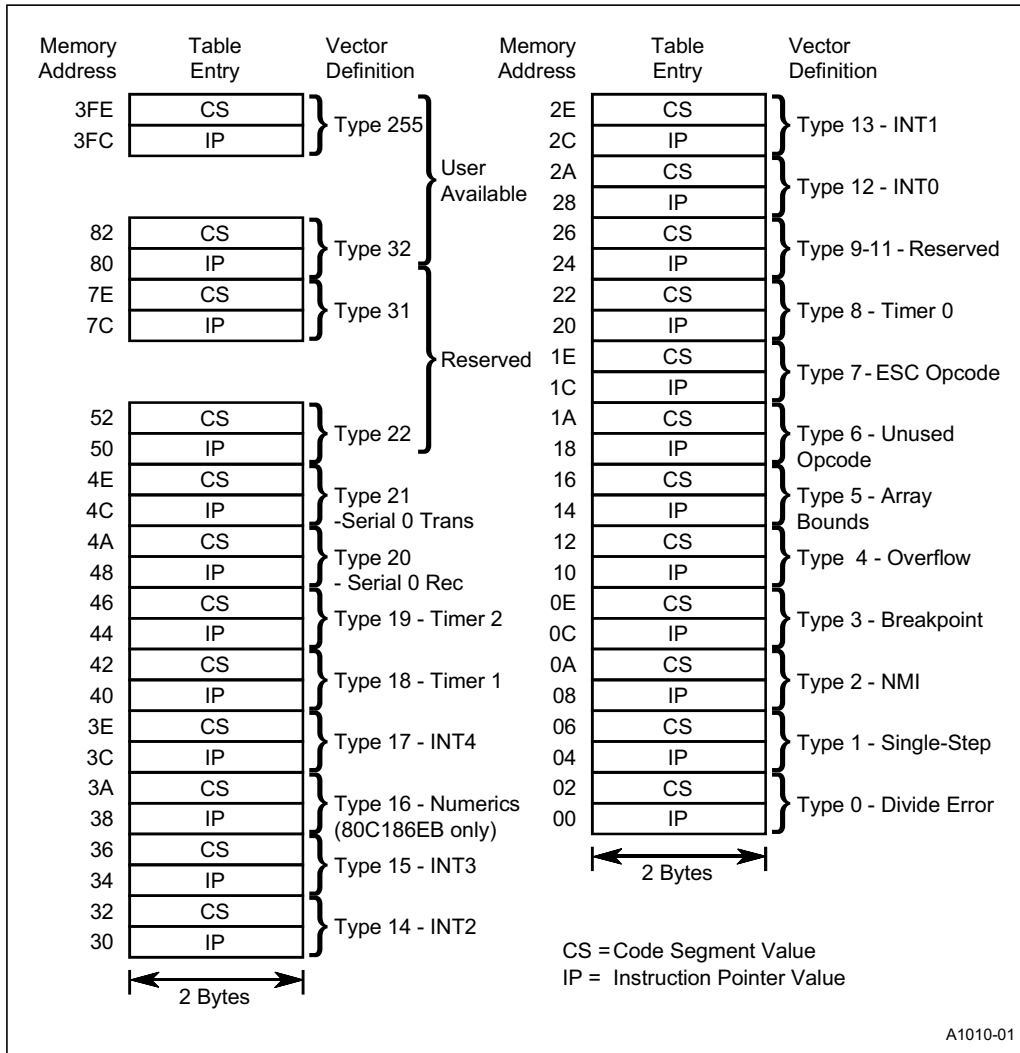 Memory Address Table Entry Vector Definition
3FE CS
3FC IP
Type 255
User Available
82 CS
80 IP
Type 32
7E CS
7C IP
Type 31
Reserved
52 CS
50 IP
Type 22
4E CS
4C IP
Type 21
-Serial 0 Trans
4A CS
48 IP
Type 20
- Serial 0 Rec
46 CS
44 IP
Type 19 - Timer 2
42 CS
40 IP
Type 18 - Timer 1
3E CS
3C IP
Type 17 - INT4
3A CS
38 IP
Type 16 - Numerics
(80C186EB only)
36 CS
34 IP
Type 15 - INT3
32 CS
30 IP
Type 14 - INT2
2 Bytes
Memory Address Table Entry Vector Definition
2E CS
2C IP
Type 13 - INT1
2A CS
28 IP
Type 12 - INT0
26 CS
24 IP
Type 9-11 - Reserved
22 CS
20 IP
Type 8 - Timer 0
1E CS
1C IP
Type 7 - ESC Opcode
1A CS
18 IP
Type 6 - Unused
Opcode
16 CS
14 IP
Type 5 - Array
Bounds
12 CS
10 IP
Type 4 - Overflow
0E CS
0C IP
Type 3 - Breakpoint
0A CS
08 IP
Type 2 - NMI
06 CS
04 IP
Type 1 - Single-Step
02 CS
00 IP
Type 0 - Divide Error
2 Bytes
CS = Code Segment Value
IP = Instruction Pointer Value
A1010-01